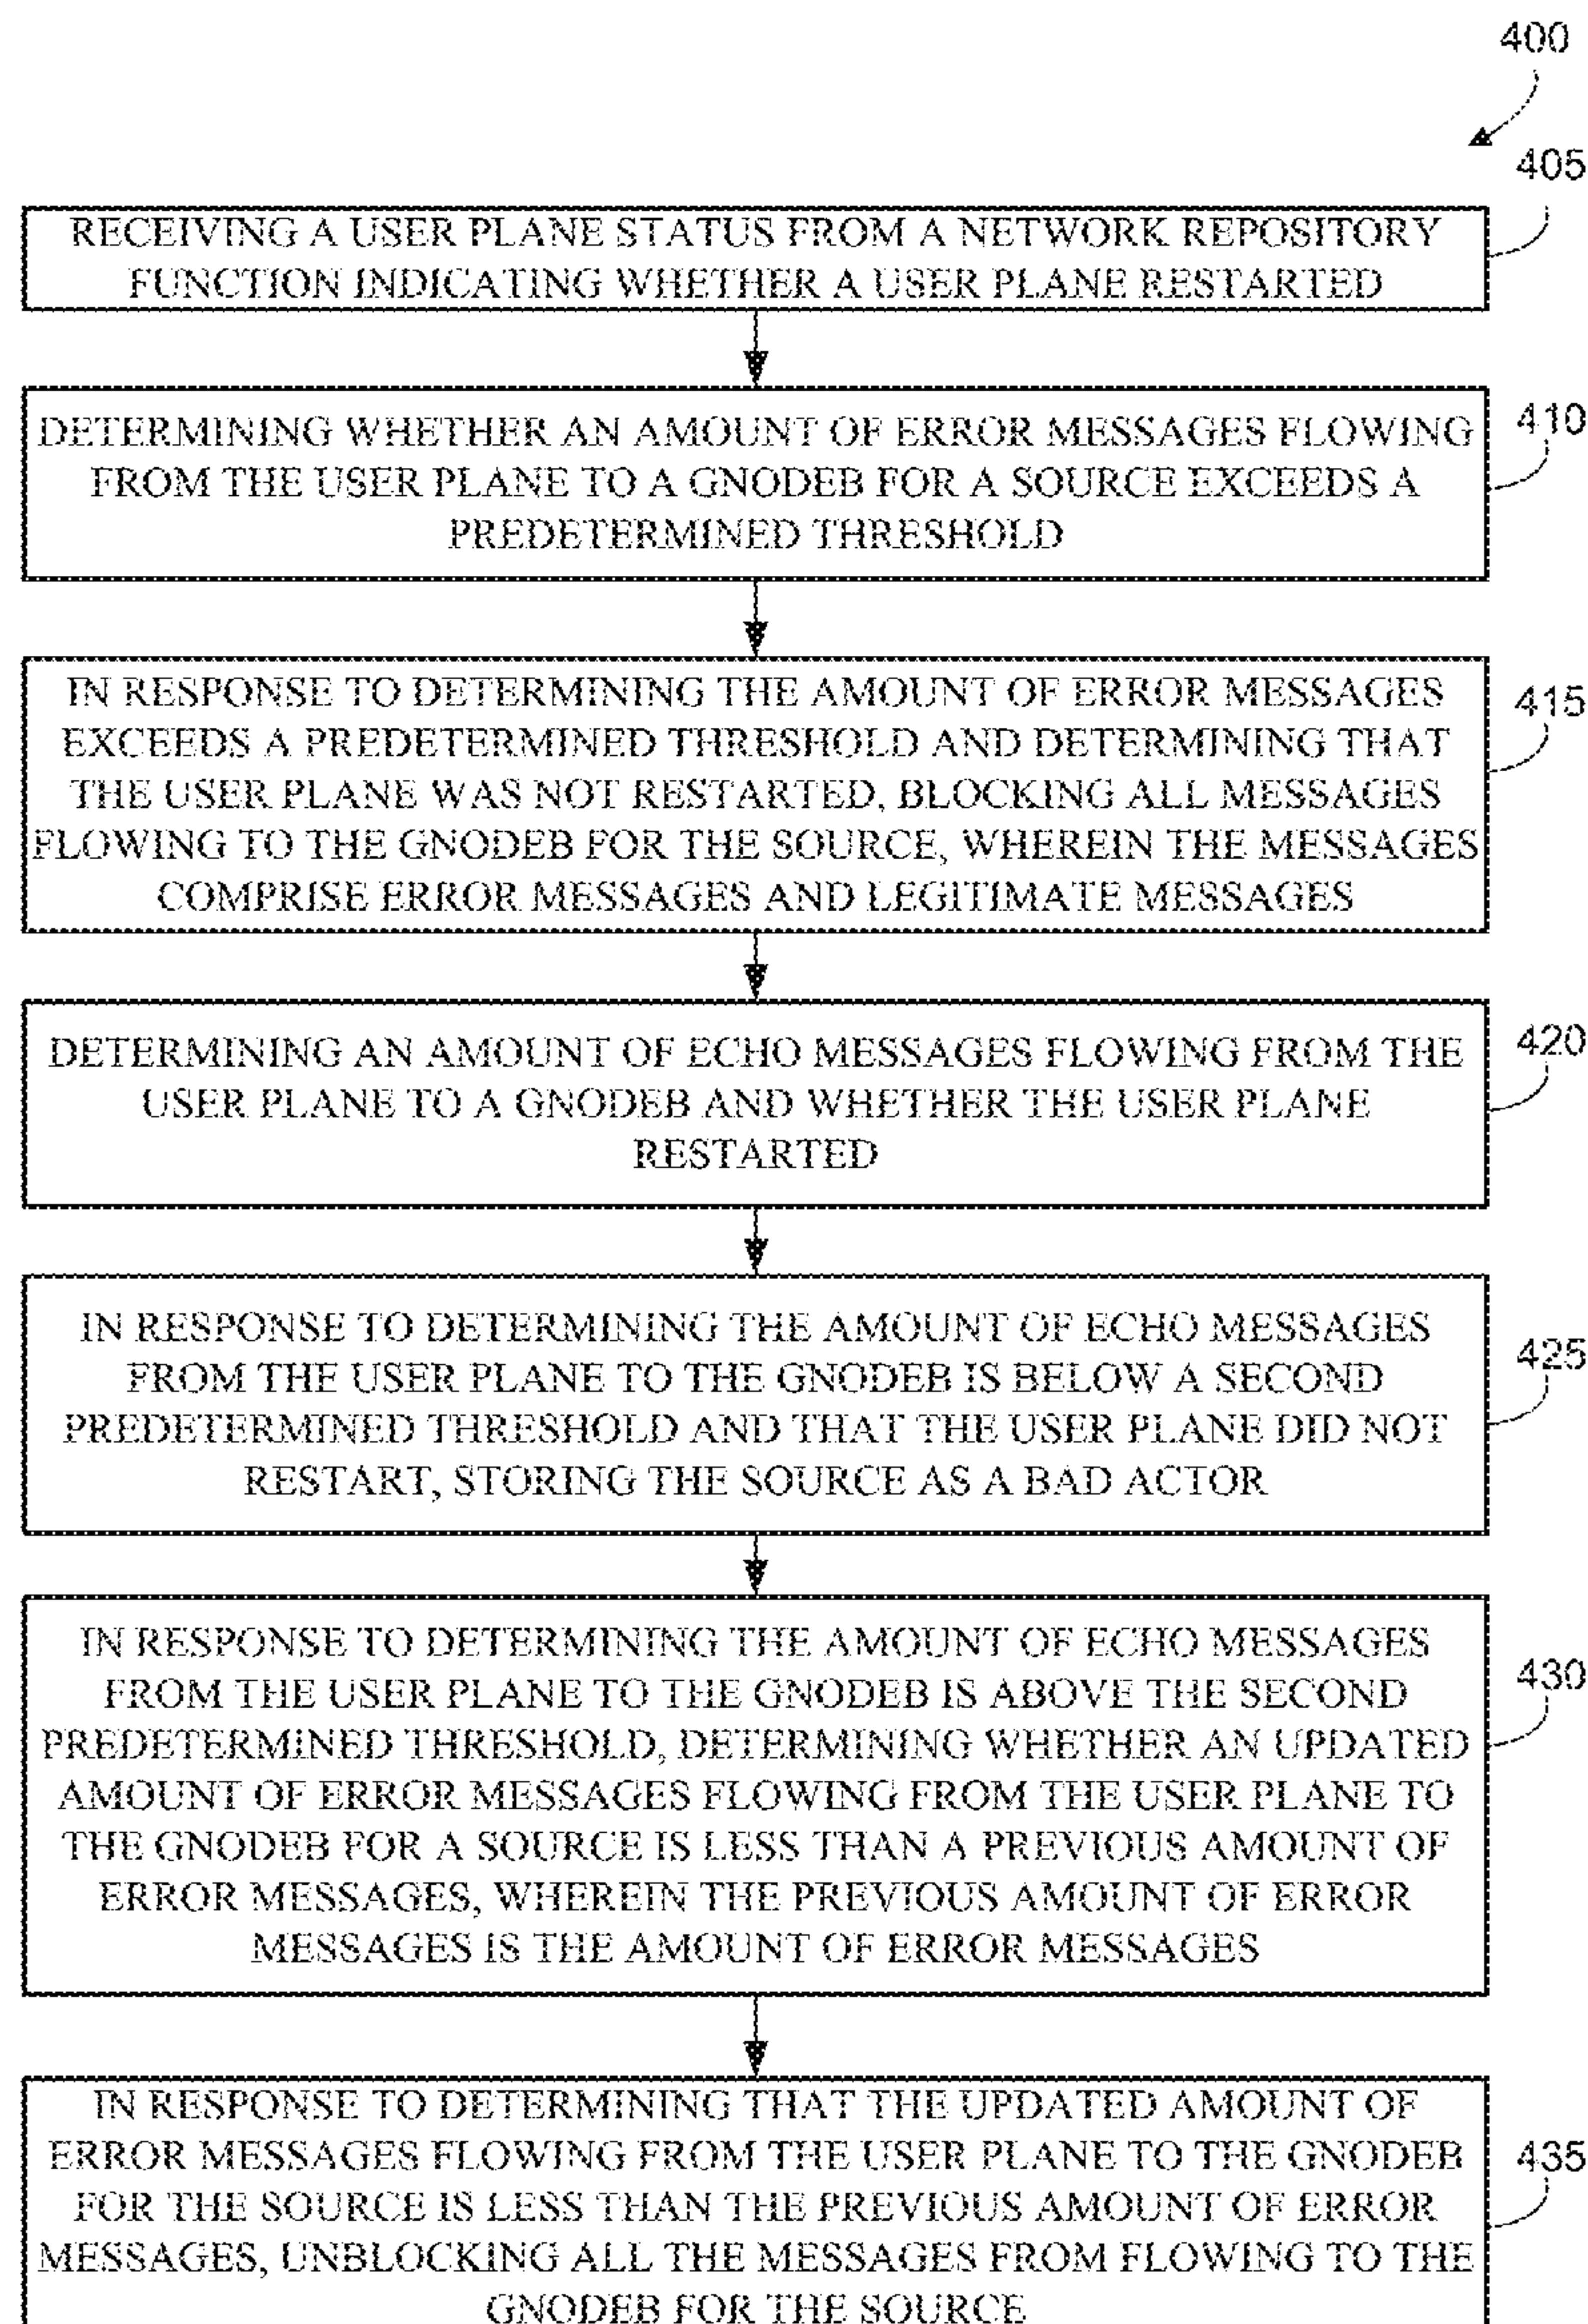 400
405
RECEIVING A USER PLANE STATUS FROM A NETWORK REPOSITORY
FUNCTION INDICATING WHETHER A USER PLANE RESTARTED
410
DETERMINING WHETHER AN AMOUNT OF ERROR MESSAGES FLOWING
FROM THE USER PLANE TO A GNODEB FOR A SOURCE EXCEEDS A
PREDETERMINED THRESHOLD
415
IN RESPONSE TO DETERMINING THE AMOUNT OF ERROR MESSAGES
EXCEEDS A PREDETERMINED THRESHOLD AND DETERMINING THAT
THE USER PLANE WAS NOT RESTARTED, BLOCKING ALL MESSAGES
FLOWING TO THE GNODEB FOR THE SOURCE, WHEREIN THE MESSAGES
COMPRISE ERROR MESSAGES AND LEGITIMATE MESSAGES
420
DETERMINING AN AMOUNT OF ECHO MESSAGES FLOWING FROM THE
USER PLANE TO A GNODEB AND WHETHER THE USER PLANE
RESTARTED
425
IN RESPONSE TO DETERMINING THE AMOUNT OF ECHO MESSAGES
FROM THE USER PLANE TO THE GNODEB IS BELOW A SECOND
PREDETERMINED THRESHOLD AND THAT THE USER PLANE DID NOT
RESTART, STORING THE SOURCE AS A BAD ACTOR
430
IN RESPONSE TO DETERMINING THE AMOUNT OF ECHO MESSAGES
FROM THE USER PLANE TO THE GNODEB IS ABOVE THE SECOND
PREDETERMINED THRESHOLD, DETERMINING WHETHER AN UPDATED
AMOUNT OF ERROR MESSAGES FLOWING FROM THE USER PLANE TO
THE GNODEB FOR A SOURCE IS LESS THAN A PREVIOUS AMOUNT OF
ERROR MESSAGES, WHEREIN THE PREVIOUS AMOUNT OF ERROR
MESSAGES IS THE AMOUNT OF ERROR MESSAGES
435
IN RESPONSE TO DETERMINING THAT THE UPDATED AMOUNT OF
ERROR MESSAGES FLOWING FROM THE USER PLANE TO THE GNODEB
FOR THE SOURCE IS LESS THAN THE PREVIOUS AMOUNT OF ERROR
MESSAGES, UNBLOCKING ALL THE MESSAGES FROM FLOWING TO THE
GNODEB FOR THE SOURCE